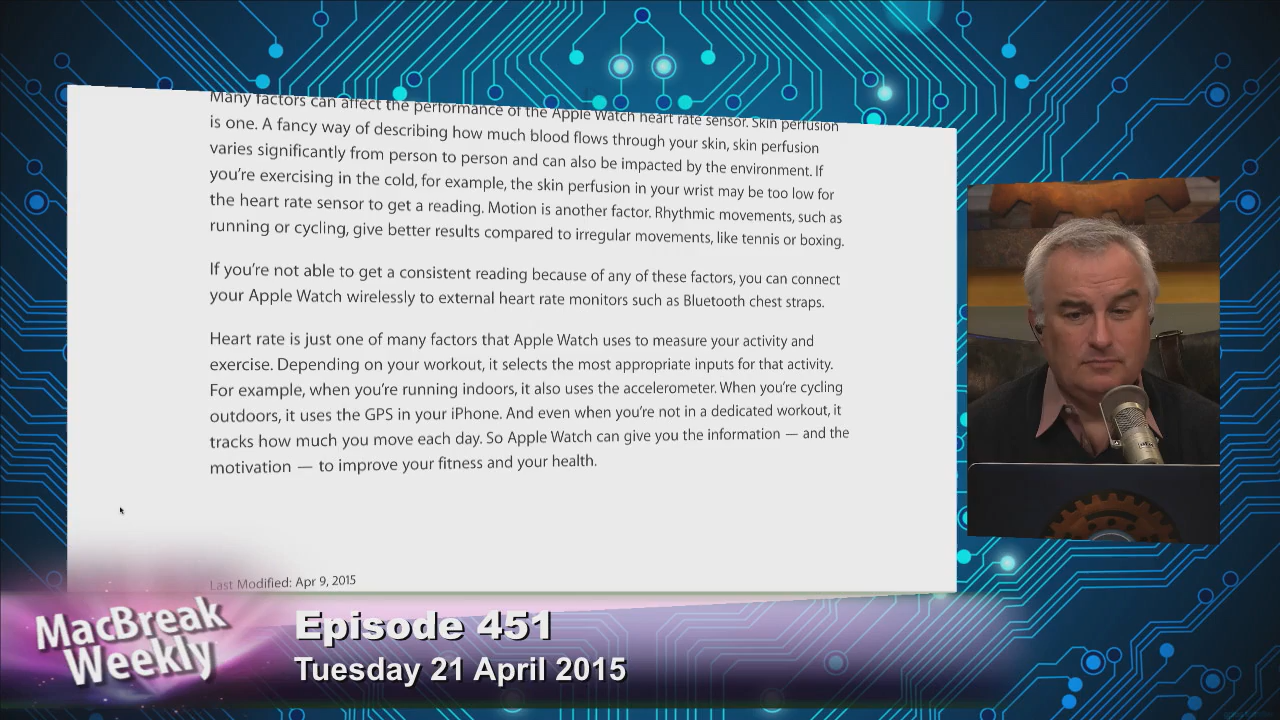 Many factors can affect the performance of the Apple Watch heart rate sensor. Skin perfusion
is one. A fancy way of describing how much blood flows through your skin, skin perfusion
varies significantly from person to person and can also be impacted by the environment. If
you're exercising in the cold, for example, the skin perfusion in your wrist may be too low for
the heart rate sensor to get a reading. Motion is another factor. Rhythmic movements, such as
running or cycling, give better results compared to irregular movements, like tennis or boxing.
If you're not able to get a consistent reading because of any of these factors, you can connect
your Apple Watch wirelessly to external heart rate monitors such as Bluetooth chest straps.
Heart rate is just one of many factors that Apple Watch uses to measure your activity and
exercise. Depending on your workout, it selects the most appropriate inputs for that activity.
For example, when you're running indoors, it also uses the accelerometer. When you're cycling
outdoors, it uses the GPS in your iPhone. And even when you're not in a dedicated workout, it
tracks how much you move each day. So Apple Watch can give you the information — and the
motivation — to improve your fitness and your health.
Last Modified: Apr 9, 2015
MacBreak
Weekly
Episode 451
Tuesday 21 April 2015